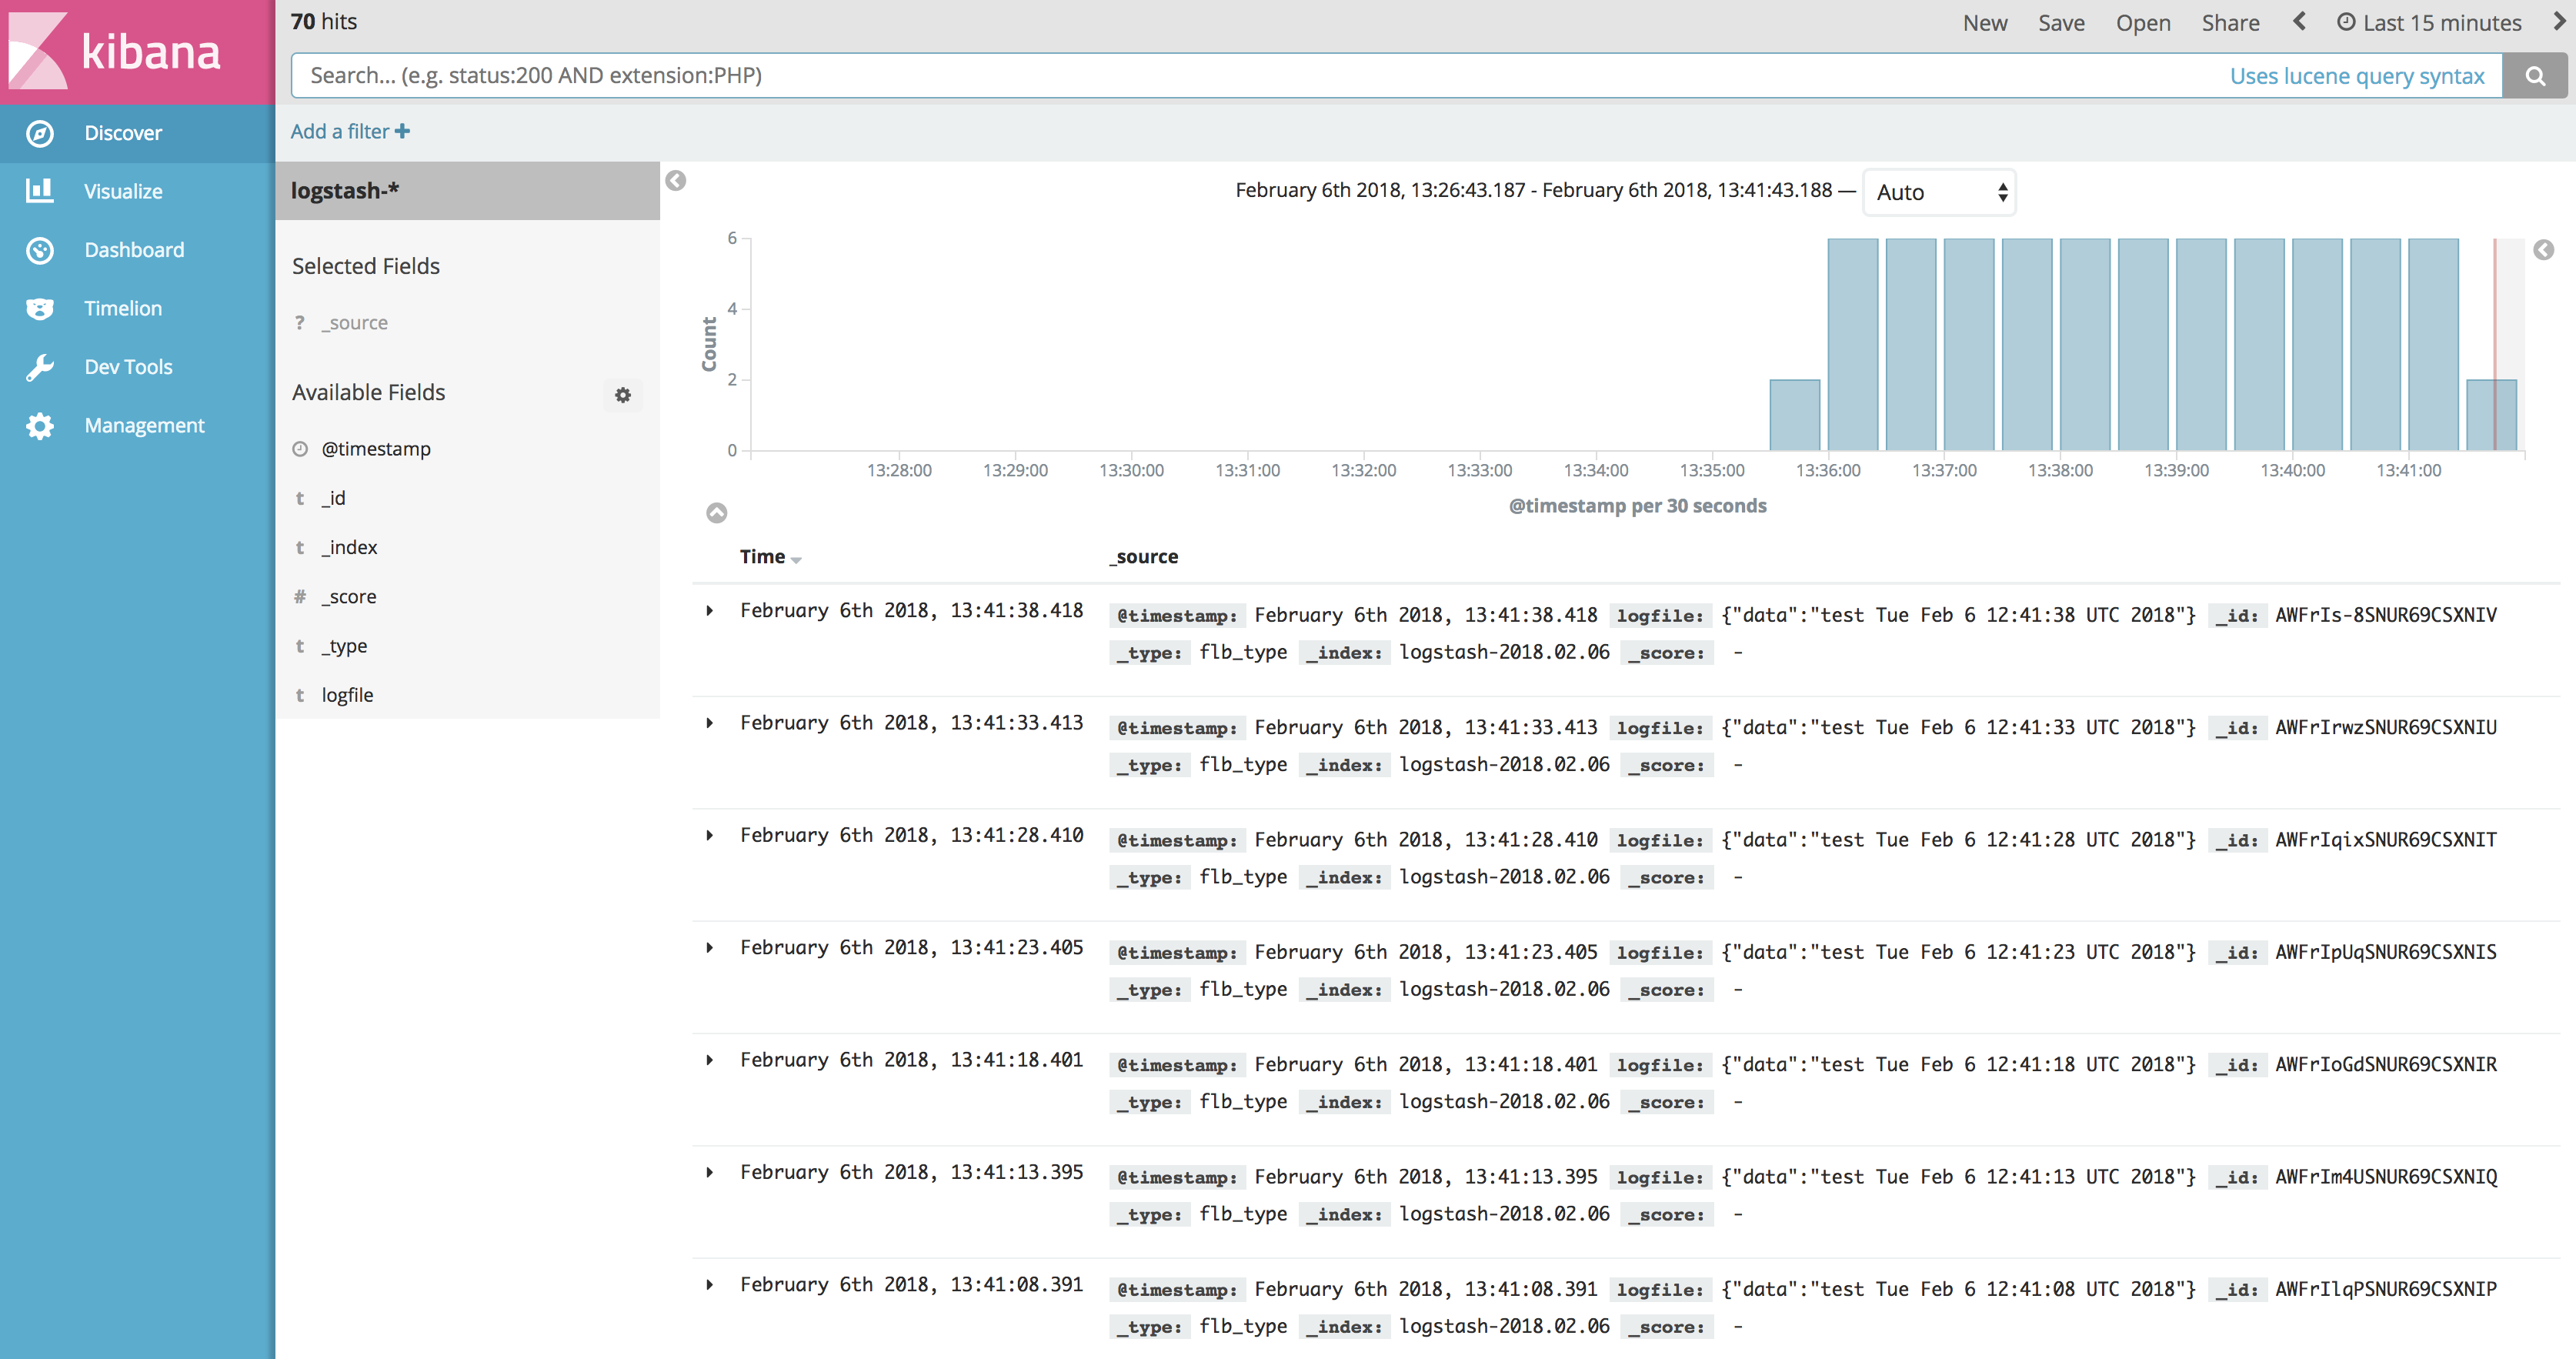 kibana
Discover
Visualize
Dashboard
Timelion
Dev Tools
Management
70 hits
New Save Open Share Last 15 minutes
Search... (e.g. status:200 AND extension:PHP) Uses lucene query syntax
Add a filter
logstash-*
Selected Fields
? _source
Available Fields
@timestamp
t _id
t _index
# _score
t _type
t logfile
February 6th 2018, 13:26:43.187 - February 6th 2018, 13:41:43.188 — Auto
Count
6
4
2
0
13:28:00 13:29:00 13:30:00 13:31:00 13:32:00 13:33:00 13:34:00 13:35:00 13:36:00 13:37:00 13:38:00 13:39:00 13:40:00 13:41:00
@timestamp per 30 seconds
Time _source
February 6th 2018, 13:41:38.418 @timestamp: February 6th 2018, 13:41:38.418 logfile: {"data":"test Tue Feb 6 12:41:38 UTC 2018"} _id: AWFrIs-8SNUR69CSXNIV
_type: flb_type _index: logstash-2018.02.06 _score: -
February 6th 2018, 13:41:33.413 @timestamp: February 6th 2018, 13:41:33.413 logfile: {"data":"test Tue Feb 6 12:41:33 UTC 2018"} _id: AWFrIrwzSNUR69CSXNIU
_type: flb_type _index: logstash-2018.02.06 _score: -
February 6th 2018, 13:41:28.410 @timestamp: February 6th 2018, 13:41:28.410 logfile: {"data":"test Tue Feb 6 12:41:28 UTC 2018"} _id: AWFrIqixSNUR69CSXNIT
_type: flb_type _index: logstash-2018.02.06 _score: -
February 6th 2018, 13:41:23.405 @timestamp: February 6th 2018, 13:41:23.405 logfile: {"data":"test Tue Feb 6 12:41:23 UTC 2018"} _id: AWFrIpUqSNUR69CSXNIS
_type: flb_type _index: logstash-2018.02.06 _score: -
February 6th 2018, 13:41:18.401 @timestamp: February 6th 2018, 13:41:18.401 logfile: {"data":"test Tue Feb 6 12:41:18 UTC 2018"} _id: AWFrIoGdSNUR69CSXNIR
_type: flb_type _index: logstash-2018.02.06 _score: -
February 6th 2018, 13:41:13.395 @timestamp: February 6th 2018, 13:41:13.395 logfile: {"data":"test Tue Feb 6 12:41:13 UTC 2018"} _id: AWFrIm4USNUR69CSXNIQ
_type: flb_type _index: logstash-2018.02.06 _score: -
February 6th 2018, 13:41:08.391 @timestamp: February 6th 2018, 13:41:08.391 logfile: {"data":"test Tue Feb 6 12:41:08 UTC 2018"} _id: AWFrIlqPSNUR69CSXNIP
_type: flb_type _index: logstash-2018.02.06 _score: -